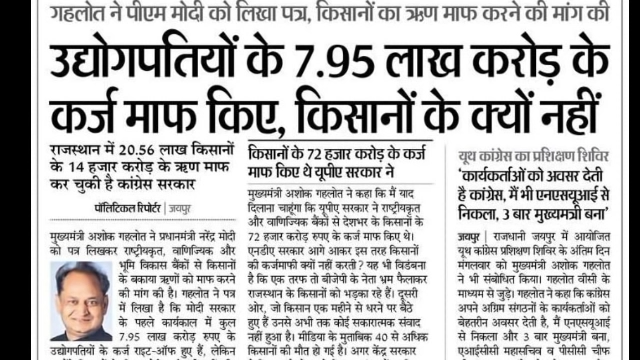 गहलोत ने पीएम मोदी को लिखा पत्र, किसानों का ऋण माफ करने की मांग की
उद्योगपतियों के 7.95 लाख करोड़ के
कर्ज माफ किए, किसानों के क्यों नहीं
राजस्थान में 20.56 लाख किसानों
के 14 हजार करोड़ के ऋण माफ
कर चुकी है कांग्रेस सरकार
पॉलिटिकल रिपोर्टर | जयपुर
मुख्यमंत्री अशोक गहलोत ने प्रधानमंत्री नरेंद्र मोदी
को पत्र लिखकर राष्ट्रीयकृत, वाणिज्यिक और
भूमि विकास बैंकों से किसानों
के बकाया ऋणों को माफ करने
की मांग की है। गहलोत ने पत्र
में लिखा है कि मोदी सरकार
के पहले कार्यकाल में कुल
7.95 लाख करोड़ रुपए के
उद्योगपतियों के कर्ज राइट-ऑफ हुए हैं, लेकिन
किसानों के 72 हजार करोड़ के कर्ज
माफ किए थे यूपीए सरकार ने
मुख्यमंत्री अशोक गहलोत ने कहा कि मैं याद
दिलाना चाहूंगा कि यूपीए सरकार ने राष्ट्रीयकृत
और वाणिज्यिक बैंकों से देशभर के किसानों के
72 हजार करोड़ रुपए के कर्ज माफ किए थे।
एनडीए सरकार आगे आकर इस तरह किसानों
की कर्जमाफी क्यों नहीं करती? यह भी विडंबना
है कि एक तरफ तो बीजेपी के नेता भ्रम फैलाकर
राजस्थान के किसानों को भड़का रहे हैं। दूसरी
ओर, जो किसान एक महीने से धरने पर बैठे
हुए हैं उनसे अभी तक कोई सकारात्मक संवाद
नहीं हुआ है। मीडिया के मुताबिक 40 से अधिक
किसानों की मौत हो गई है। अगर केंद्र सरकार
यूथ कांग्रेस का प्रशिक्षण शिविर
'कार्यकर्ताओं को अवसर देती
है कांग्रेस, मैं भी एनएसयूआई से
निकला, 3 बार मुख्यमंत्री बना'
जयपुर | राजधानी जयपुर में आयोजित
यूथ कांग्रेस प्रशिक्षण शिविर के अंतिम दिन
मंगलवार को मुख्यमंत्री अशोक गहलोत
ने भी संबोधित किया। गहलोत वीसी के
माध्यम से जुड़े। गहलोत ने कहा कि कांग्रेस
अपने अग्रिम संगठनों के कार्यकर्ताओं को
बेहतरीन अवसर देती है, मैं एनएसयूआई
से निकला और 3 बार मुख्यमंत्री बना,
एआईसीसी महासचिव व पीसीसी चीफ